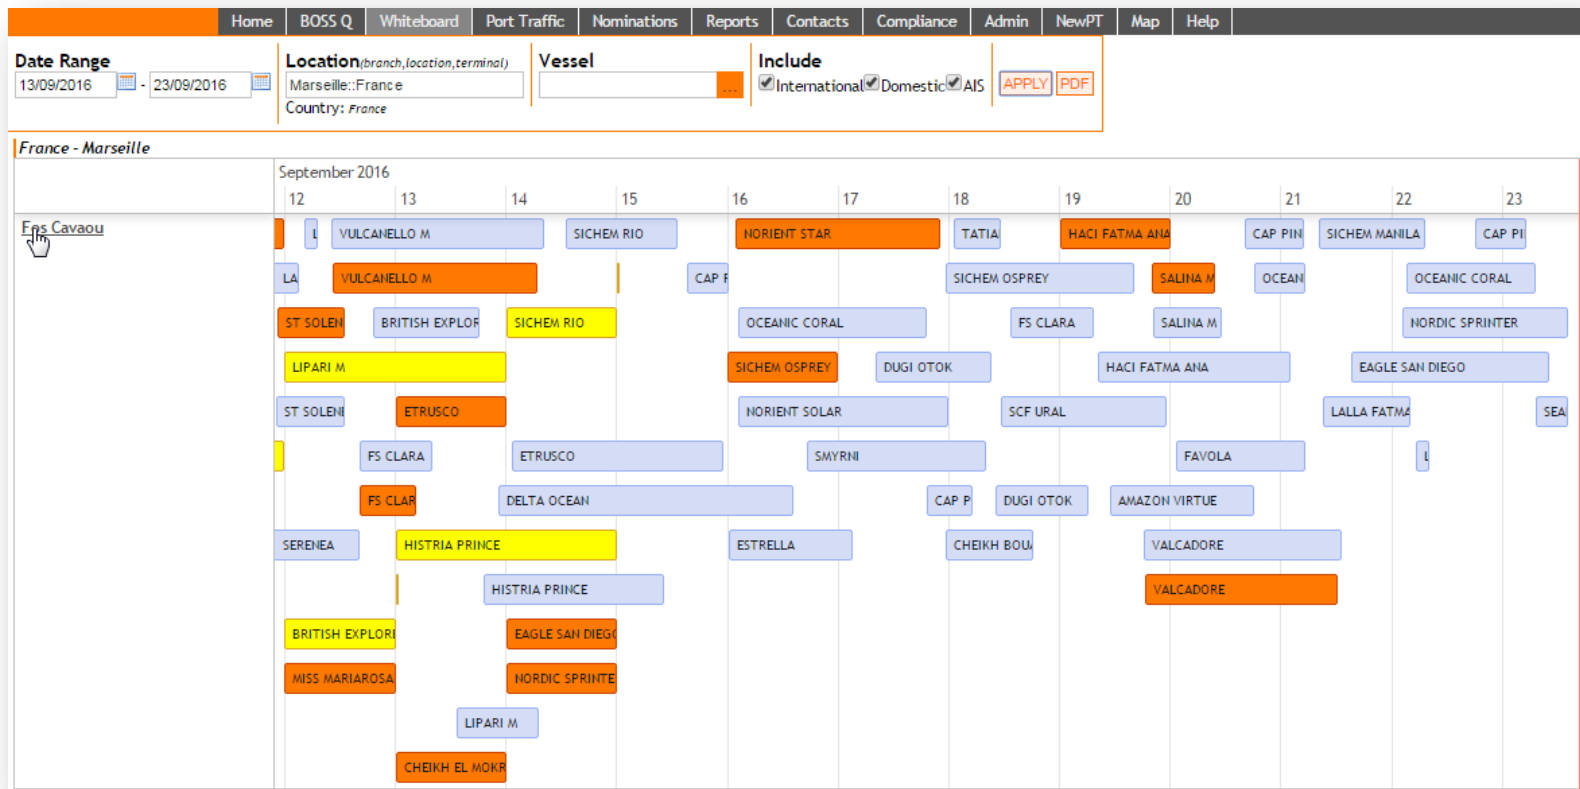 Home BOSS Q Whiteboard Port Traffic Nominations Reports Contacts Compliance Admin NewPT Map Help
Date Range Location(branch,location,terminal) Vessel Include
13/09/2016 - 23/09/2016 Marseille::France ... International Domestic AIS APPLY PDF
Country: France
France - Marseille
September 2016
12 13 14 15 16 17 18 19 20 21 22 23
Fos Cavaou
L VULCANELLO M SICHEM RIO NORIENT STAR TATIA HACI FATMA ANA CAP PIN SICHEM MANILA CAP PI
LA VULCANELLO M CAP F SICHEM OSPREY SALINA M OCEAN OCEANIC CORAL
ST SOLEN BRITISH EXPLOR SICHEM RIO OCEANIC CORAL FS CLARA SALINA M NORDIC SPRINTER
LIPARI M SICHEM OSPREY DUGI OTOK HACI FATMA ANA EAGLE SAN DIEGO
ST SOLENE ETRUSCO NORIENT SOLAR SCF URAL LALLA FATMA SEA
FS CLARA ETRUSCO SMYRNI FAVOLA L
FS CLAR DELTA OCEAN CAP P DUGI OTOK AMAZON VIRTUE
SERENEA HISTRIA PRINCE ESTRELLA CHEIKH BOUA VALCADORE
HISTRIA PRINCE VALCADORE
BRITISH EXPLORE EAGLE SAN DIEGO
MISS MARIAROSA NORDIC SPRINTE
LIPARI M
CHEIKH EL MOKR